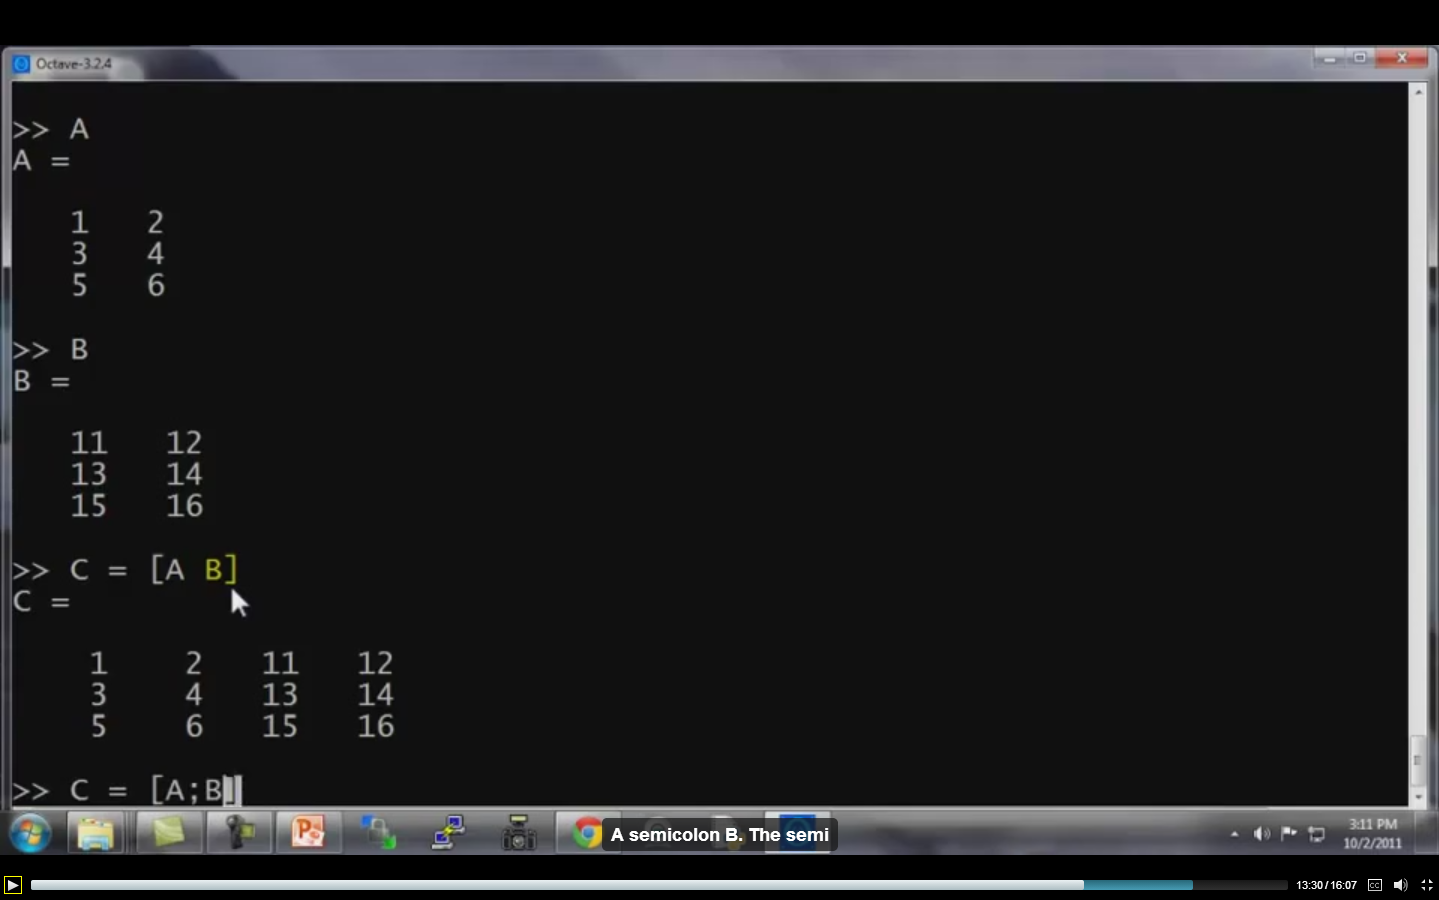 Octave-3.2.4
>> A
A =
1 2
3 4
5 6
>> B
B =
11 12
13 14
15 16
>> C = [A B]
C =
1 2 11 12
3 4 13 14
5 6 15 16
>> C = [A;B]
A semicolon B. The semi
3:11 PM
10/2/2011
13:30/16:07
CC